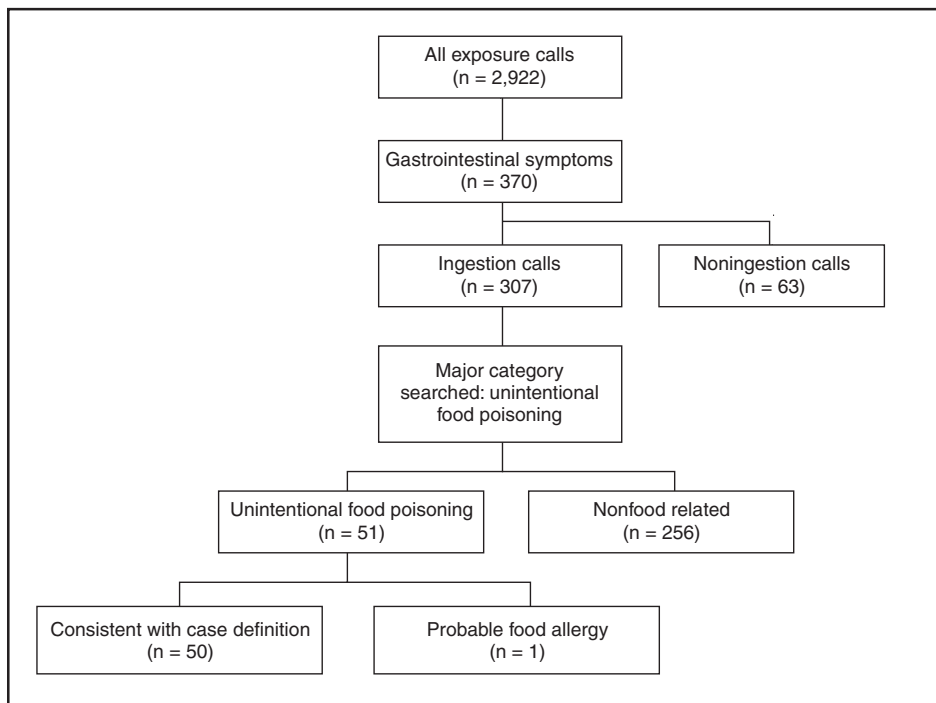 All exposure calls
(n = 2,922)
Gastrointestinal symptoms
(n = 370)
Ingestion calls
(n = 307)
Noningestion calls
(n = 63)
Major category
searched: unintentional
food poisoning
Unintentional food poisoning
(n = 51)
Nonfood related
(n = 256)
Consistent with case definition
(n = 50)
Probable food allergy
(n = 1)